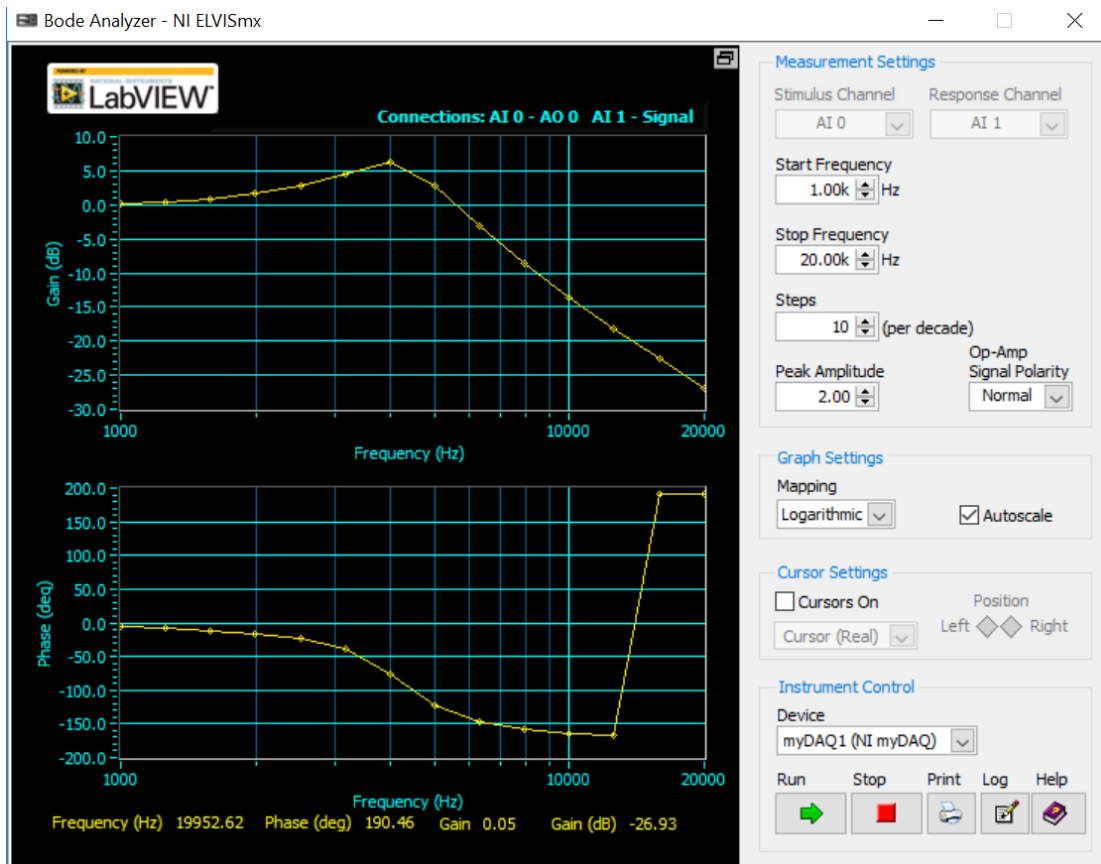 Bode Analyzer - NI ELVISmx
POWERED BY
NATIONAL INSTRUMENTS
LabVIEW
Connections: AI 0 - AO 0 AI 1 - Signal
10.0
5.0
0.0
-5.0
-10.0
-15.0
-20.0
-25.0
-30.0
Gain (dB)
1000
10000
20000
Frequency (Hz)
200.0
150.0
100.0
50.0
0.0
-50.0
-100.0
-150.0
-200.0
Phase (deg)
1000
10000
20000
Frequency (Hz)
Frequency (Hz) 19952.62 Phase (deg) 190.46 Gain 0.05 Gain (dB) -26.93
Measurement Settings
Stimulus Channel Response Channel
AI 0 AI 1
Start Frequency
1.00k Hz
Stop Frequency
20.00k Hz
Steps
10 (per decade)
Peak Amplitude
2.00
Op-Amp
Signal Polarity
Normal
Graph Settings
Mapping
Logarithmic Autoscale
Cursor Settings
Cursors On
Cursor (Real)
Position
Left Right
Instrument Control
Device
myDAQ1 (NI myDAQ)
Run Stop Print Log Help